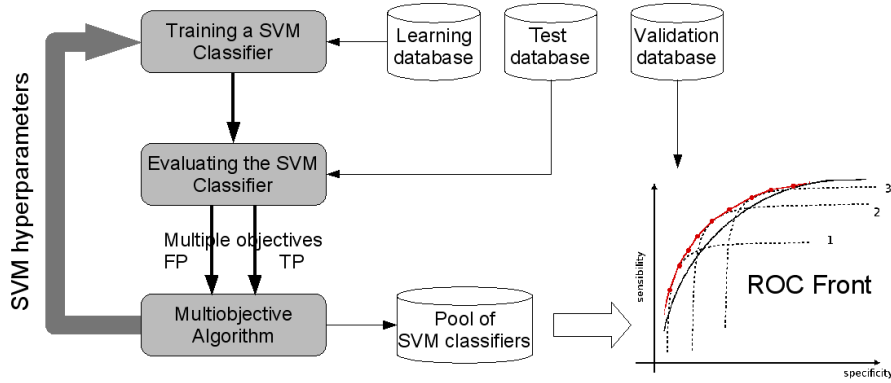 Training a SVM
Classifier
Learning
database
Test
database
Validation
database
SVM hyperparameters
Evaluating the SVM
Classifier
Multiple objectives
FP TP
Multiobjective
Algorithm
Pool of
SVM classifiers
3
2
1
sensibility
ROC Front
specificity